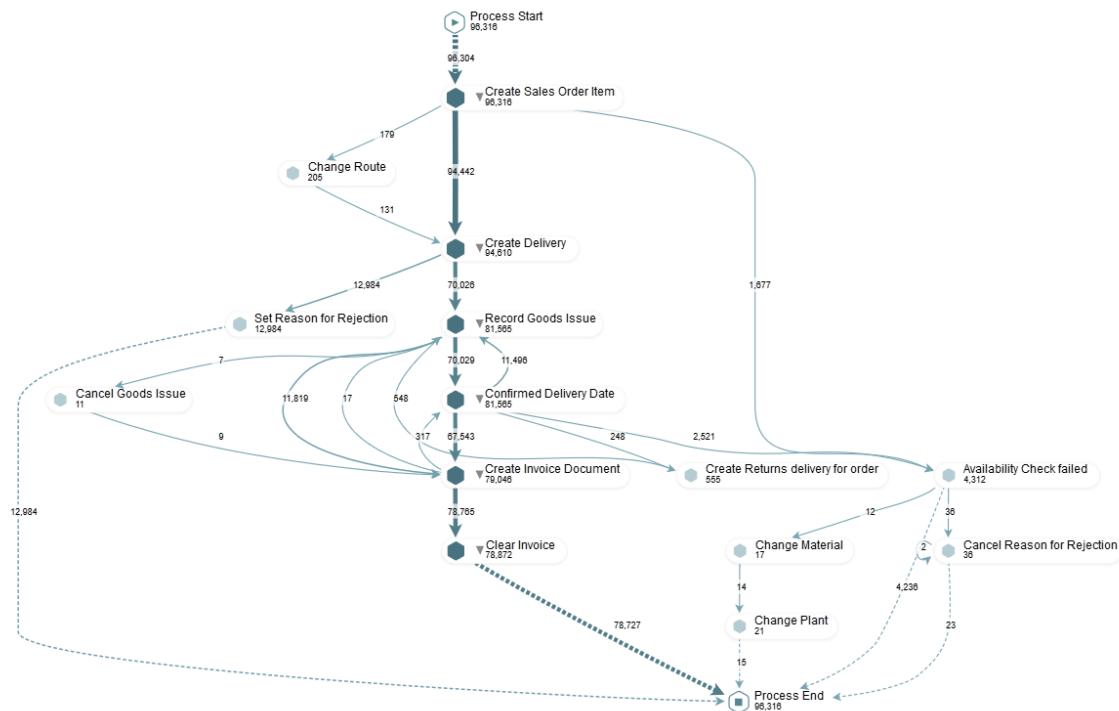 Process Start
96,316
96,304
Create Sales Order Item
96,316
179
Change Route
205
94,442
131
Create Delivery
94,610
12,984
70,026
1,677
Set Reason for Rejection
12,984
Record Goods Issue
81,565
7
70,029
11,496
Cancel Goods Issue
11
11,819
17
548
Confirmed Delivery Date
81,565
9
317
67,543
248
2,521
Create Invoice Document
79,046
Create Returns delivery for order
555
Availability Check failed
4,312
12,984
78,765
12
36
Clear Invoice
78,872
Change Material
17
2
Cancel Reason for Rejection
36
14
4,236
78,727
Change Plant
21
23
15
Process End
96,316